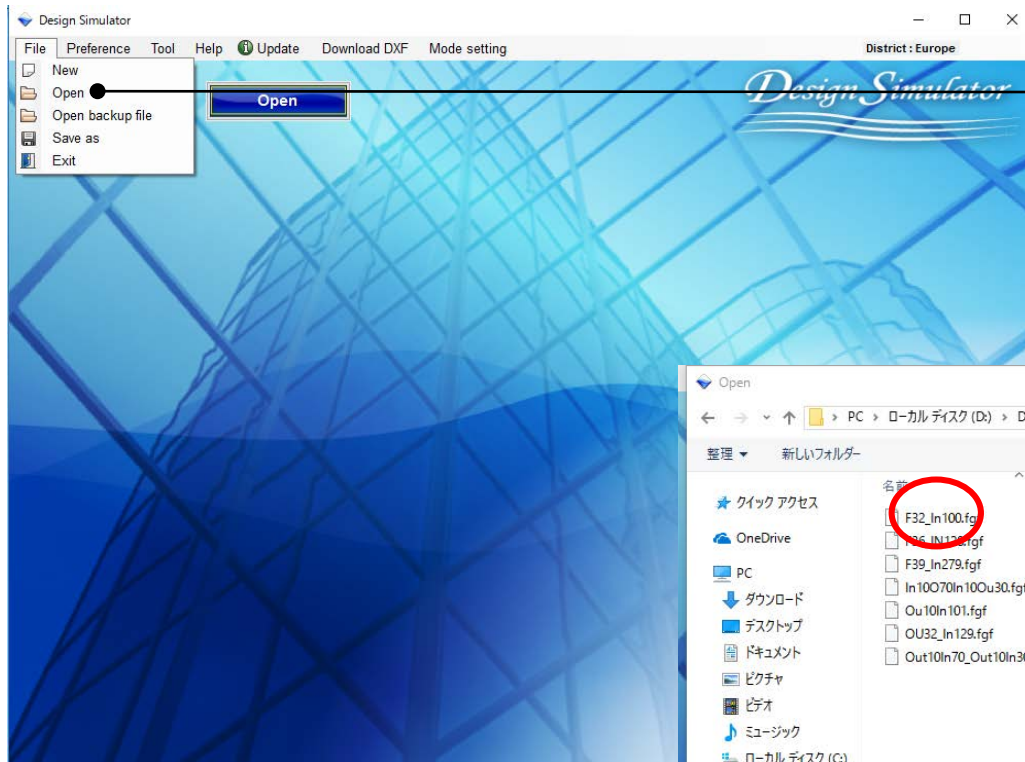 Design Simulator
File Preference Tool Help Update Download DXF Mode setting District : Europe
New
Open
Open backup file
Save as
Exit
Open
Design Simulator
Open
PC > ローカル ディスク (D:) > D
整理 新しいフォルダー
名前
クイック アクセス
OneDrive
PC
ダウンロード
デスクトップ
ドキュメント
ピクチャ
ビデオ
ミュージック
ローカル ディスク (C:)
F32_In100.fgf
F39_In279.fgf
In10O70In10Ou30.fgf
Ou10In101.fgf
OU32_In129.fgf
Out10In70_Out10In30